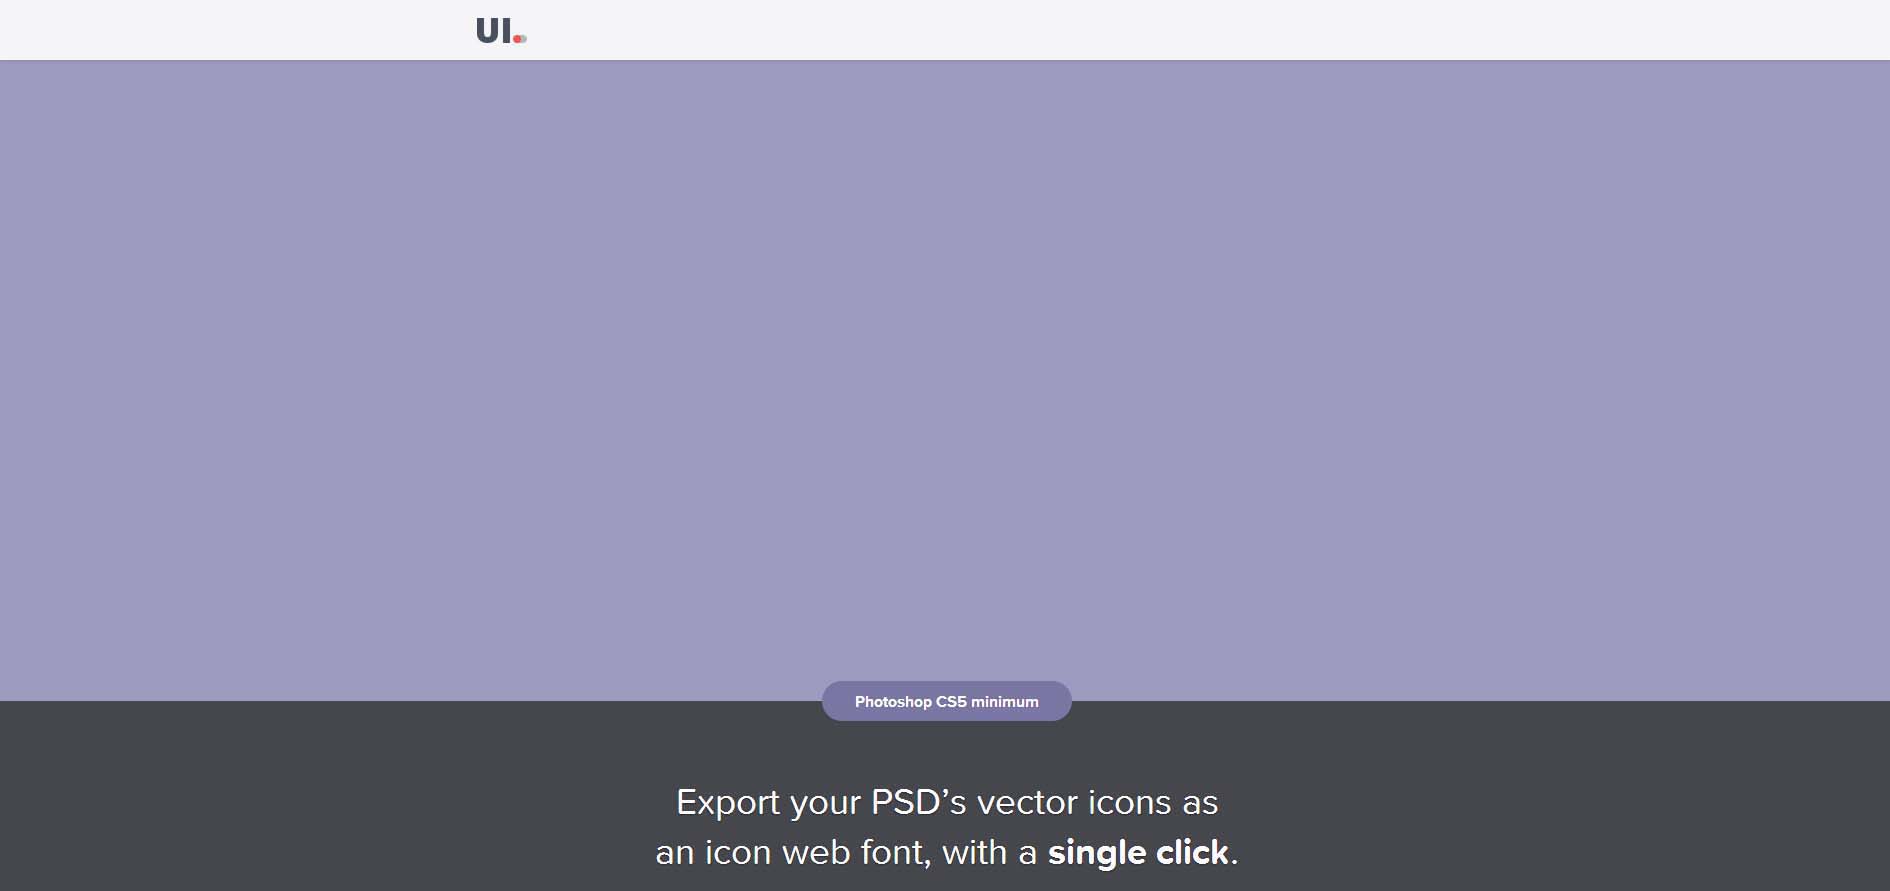 UI.
Photoshop CS5 minimum
Export your PSD’s vector icons as
an icon web font, with a single click.